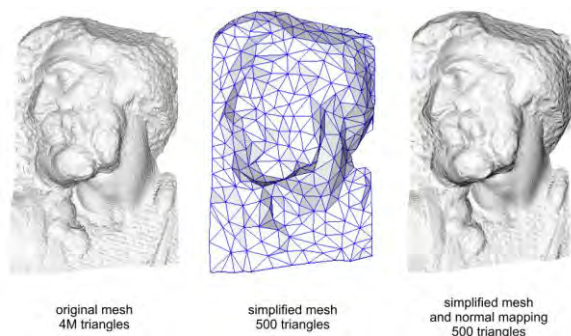 original mesh
4M triangles
simplified mesh
500 triangles
simplified mesh
and normal mapping
500 triangles